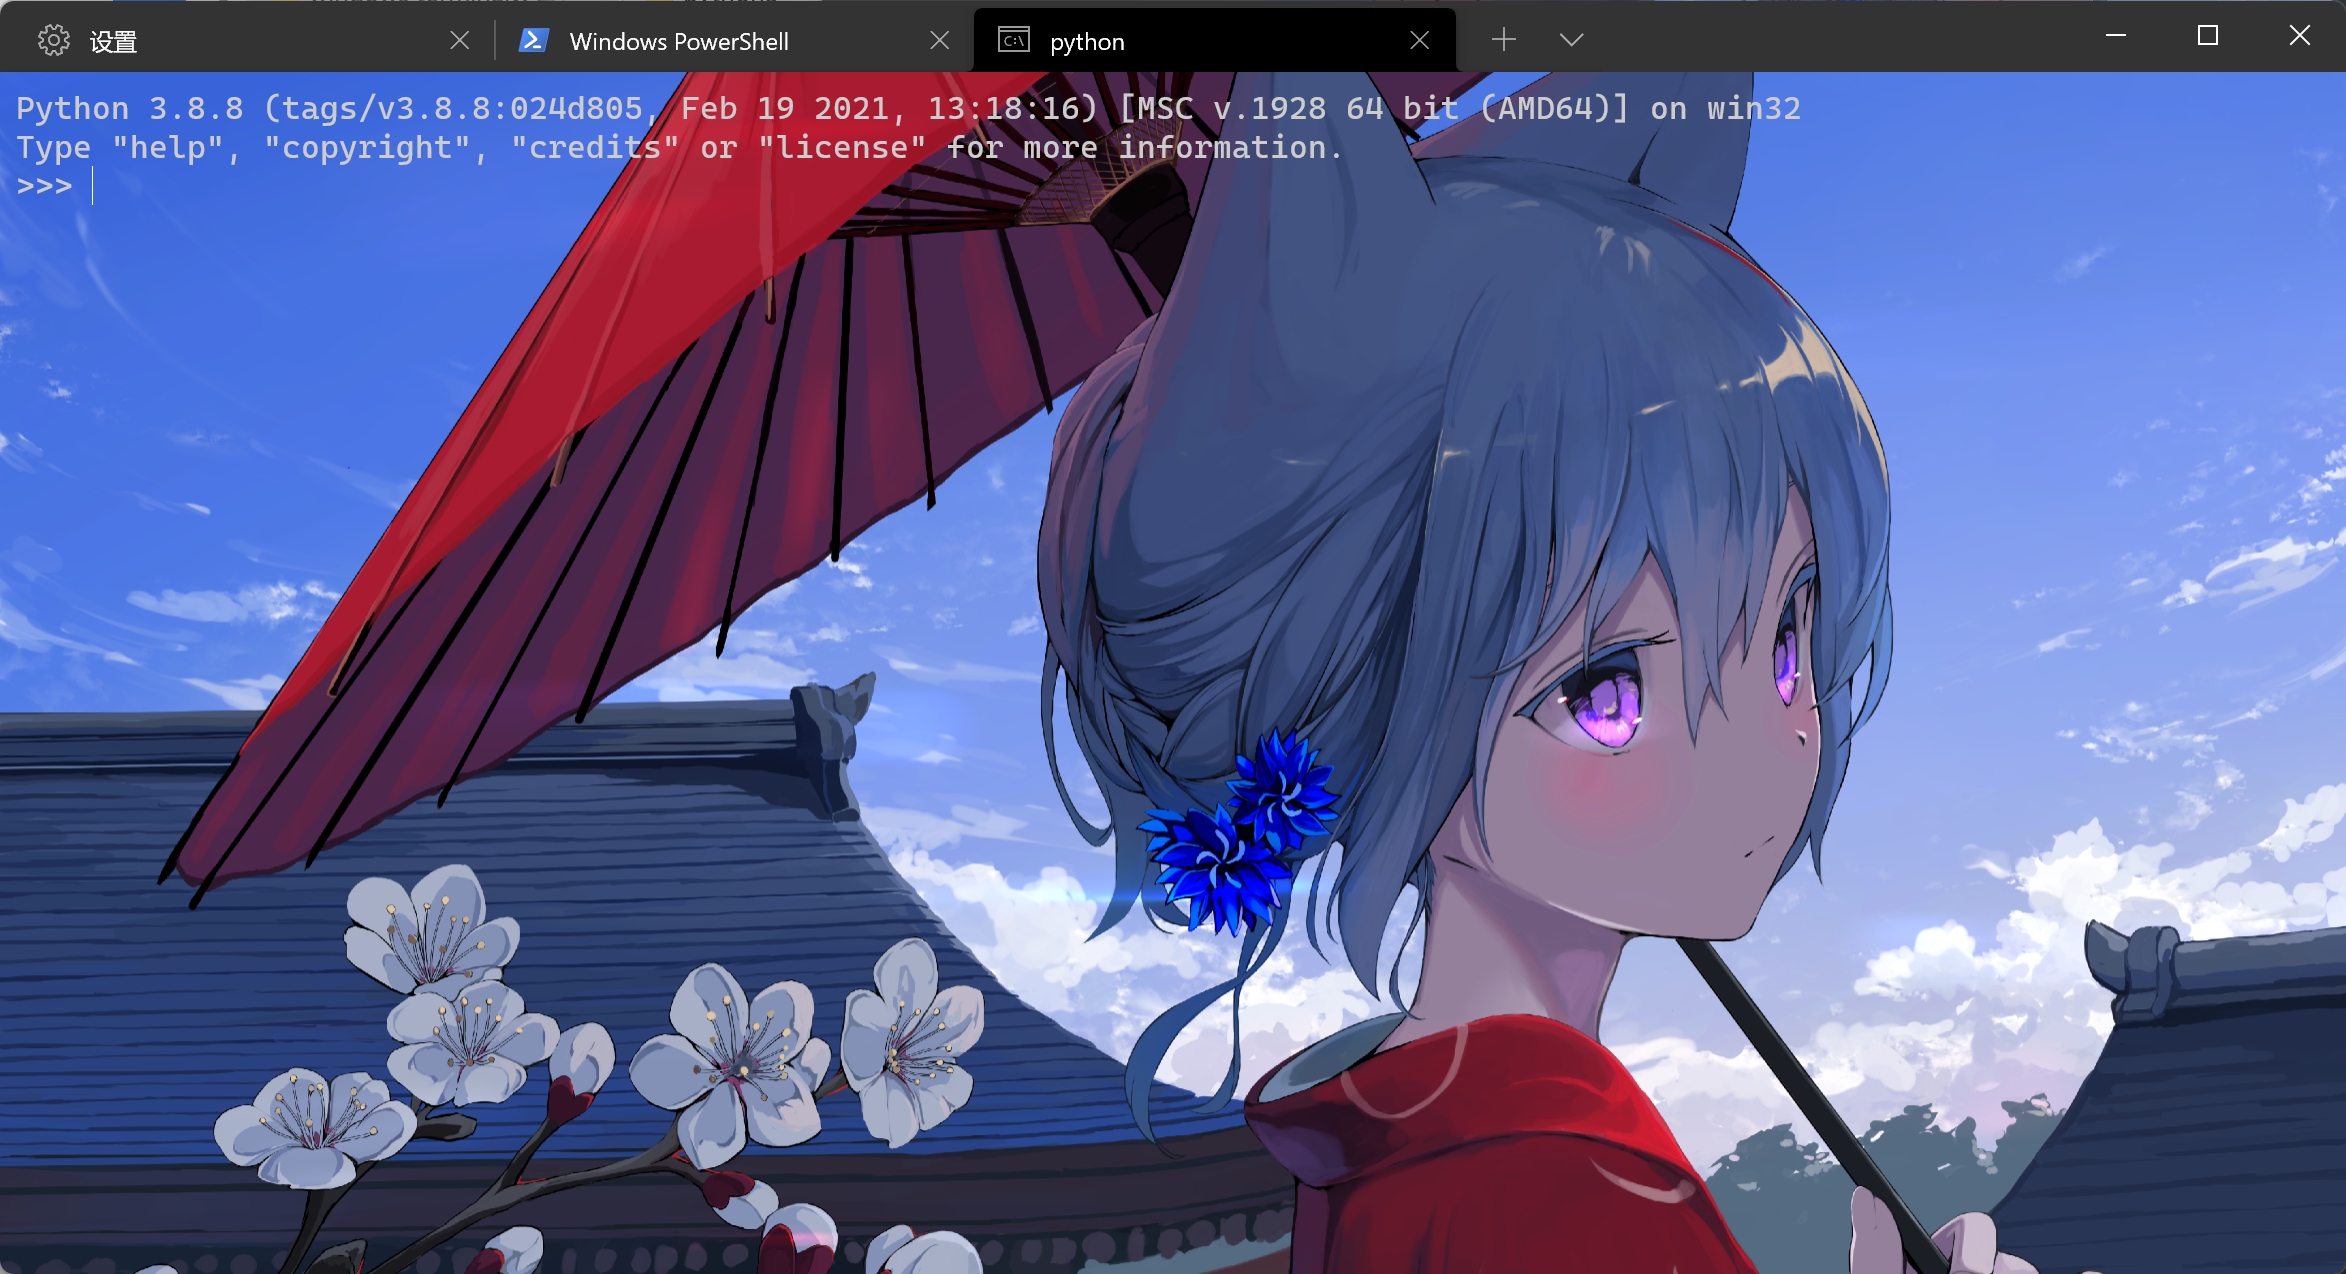 设置
Windows PowerShell
python
Python 3.8.8 (tags/v3.8.8:024d805, Feb 19 2021, 13:18:16) [MSC v.1928 64 bit (AMD64)] on win32
Type "help", "copyright", "credits" or "license" for more information.
>>>